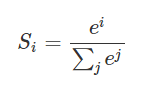 S_i = \frac{e^i}{\sum_j e^j}